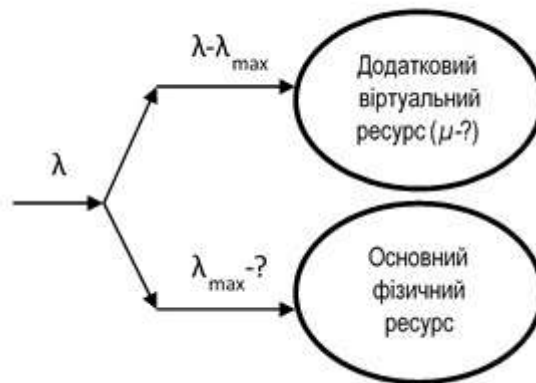 λ-λmax
Додатковий
віртуальний
ресурс (μ-?)
λ
λmax-?
Основний
фізичний
ресурс